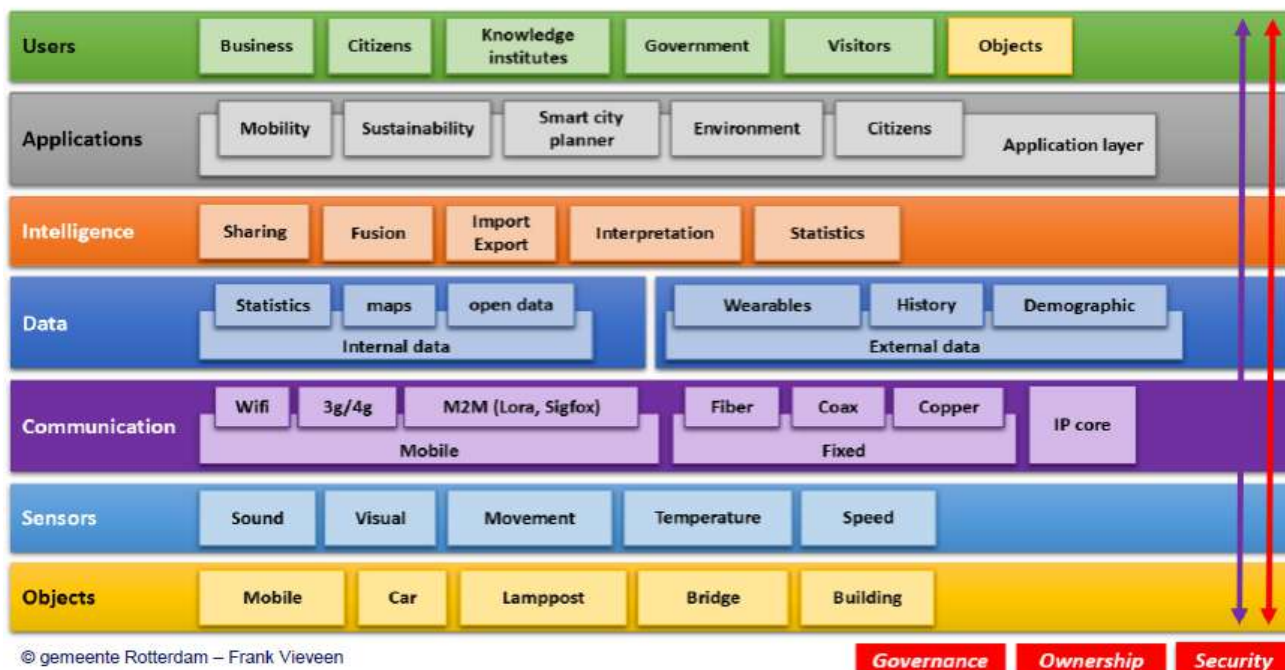 Users
Business
Citizens
Knowledge
institutes
Government
Visitors
Objects
Applications
Mobility
Sustainability
Smart city
planner
Environment
Citizens
Application layer
Intelligence
Sharing
Fusion
Import
Export
Interpretation
Statistics
Data
Statistics
maps
open data
Internal data
Wearables
History
Demographic
External data
Communication
Wifi
3g/4g
M2M (Lora, Sigfox)
Mobile
Fiber
Coax
Copper
Fixed
IP core
Sensors
Sound
Visual
Movement
Temperature
Speed
Objects
Mobile
Car
Lamppost
Bridge
Building
© gemeente Rotterdam – Frank Vieveen
Governance
Ownership
Security